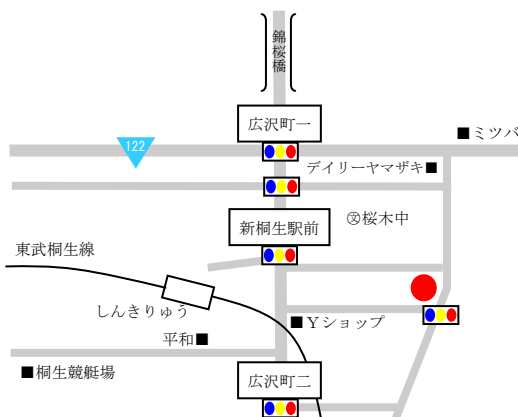 錦桜橋
広沢町一
■ミツバ
122
デイリーヤマザキ■
新桐生駅前
㊛桜木中
東武桐生線
しんきりゅう
■Yショップ
平和■
■桐生競艇場
広沢町二